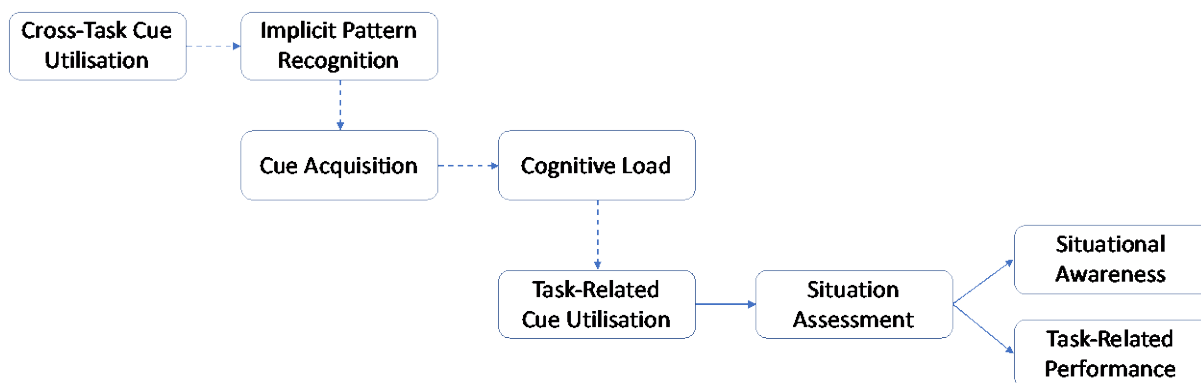 Cross-Task Cue
Utilisation
Implicit Pattern
Recognition
Cue Acquisition
Cognitive Load
Task-Related
Cue Utilisation
Situation
Assessment
Situational
Awareness
Task-Related
Performance